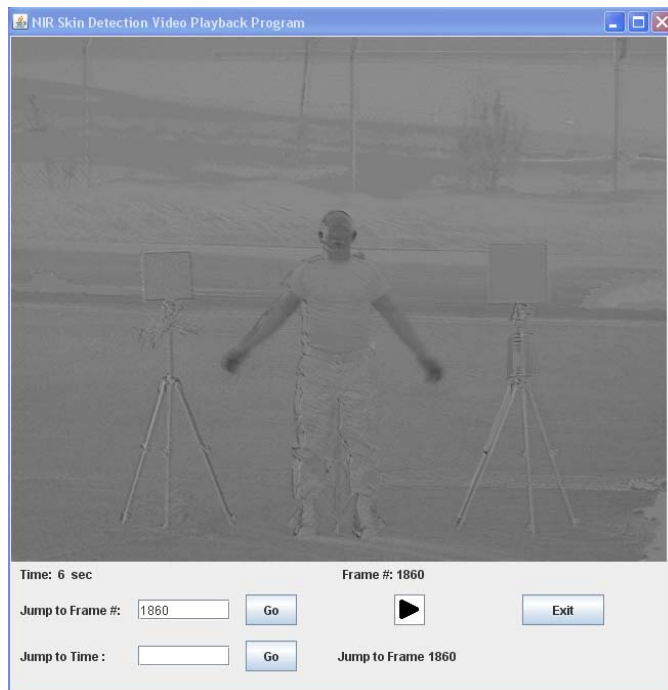 NIR Skin Detection Video Playback Program
Time: 6 sec Frame #: 1860
Jump to Frame #: 1860 Go Exit
Jump to Time : Go Jump to Frame 1860